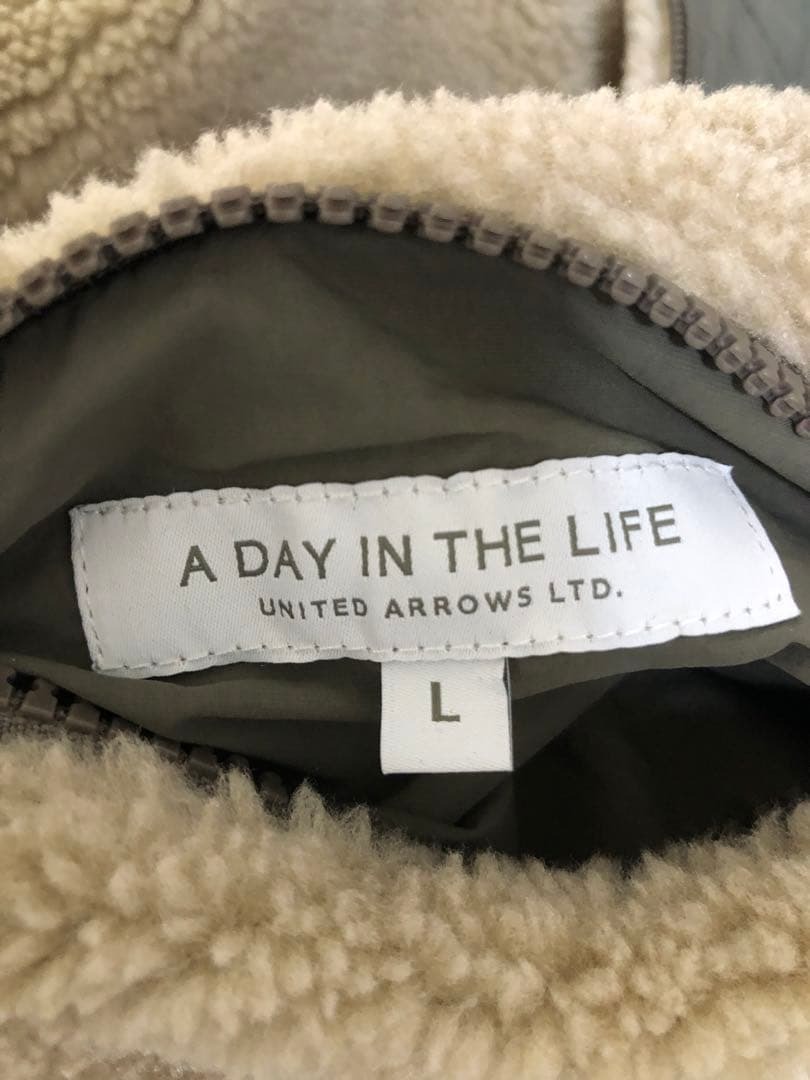 A DAY IN THE LIFE
UNITED ARROWS LTD.
L